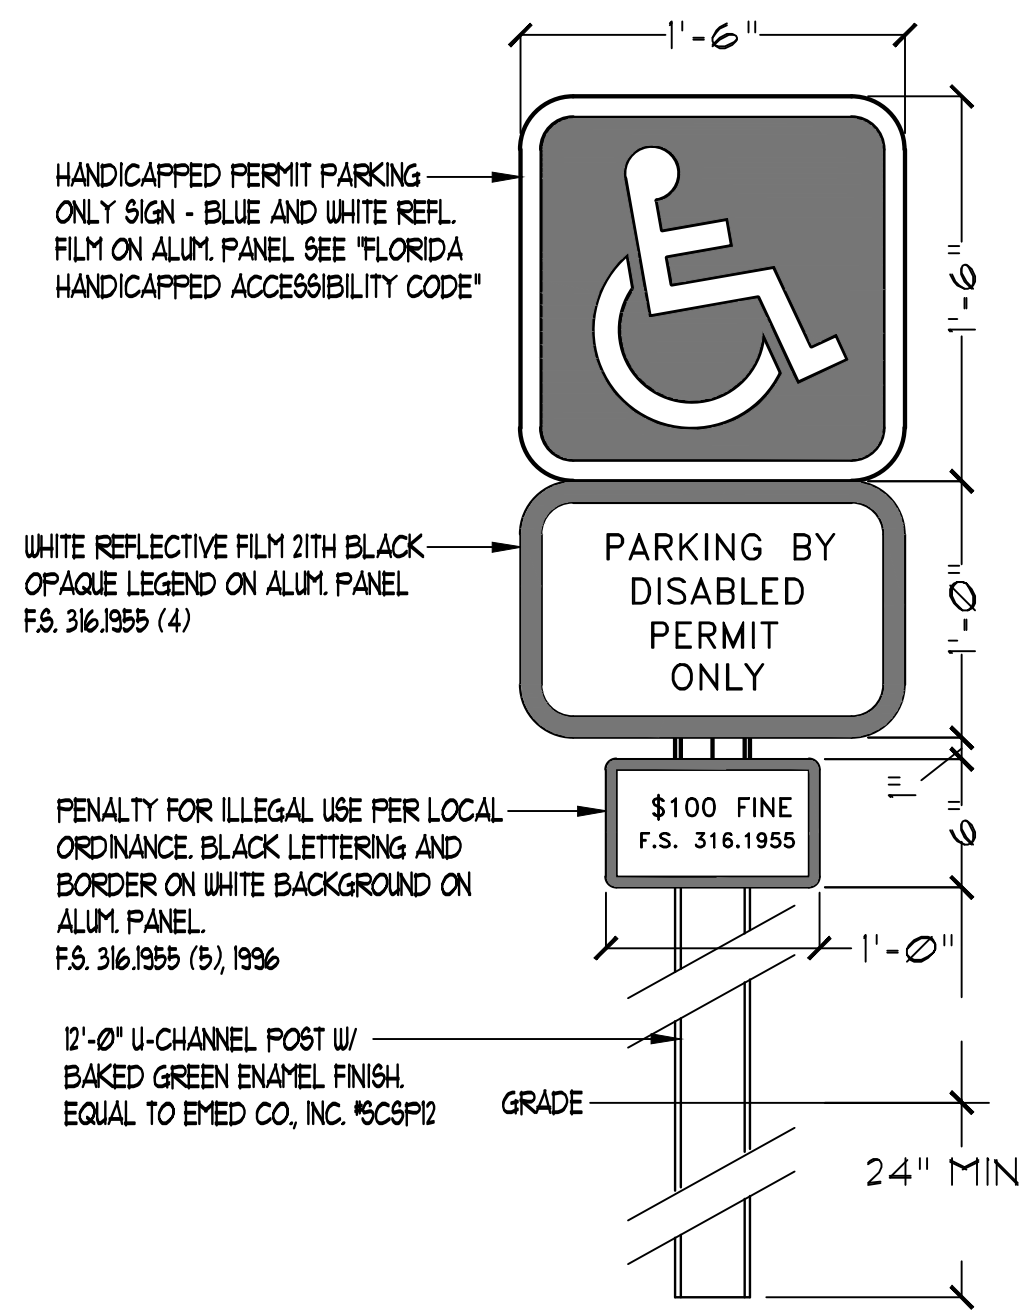 1'-6"
HANDICAPPED PERMIT PARKING
ONLY SIGN - BLUE AND WHITE REFL.
FILM ON ALUM. PANEL SEE "FLORIDA
HANDICAPPED ACCESSIBILITY CODE"
1'-6"
WHITE REFLECTIVE FILM 2ITH BLACK
OPAQUE LEGEND ON ALUM. PANEL
F.S. 316.1955 (4)
PARKING BY
DISABLED
PERMIT
ONLY
1'-0"
1"
PENALTY FOR ILLEGAL USE PER LOCAL
ORDINANCE. BLACK LETTERING AND
BORDER ON WHITE BACKGROUND ON
ALUM. PANEL.
F.S. 316.1955 (5), 1996
$100 FINE
F.S. 316.1955
6"
1'-0"
12'-0" U-CHANNEL POST W/
BAKED GREEN ENAMEL FINISH.
EQUAL TO EMED CO., INC. #SCSP12
GRADE
24" MIN